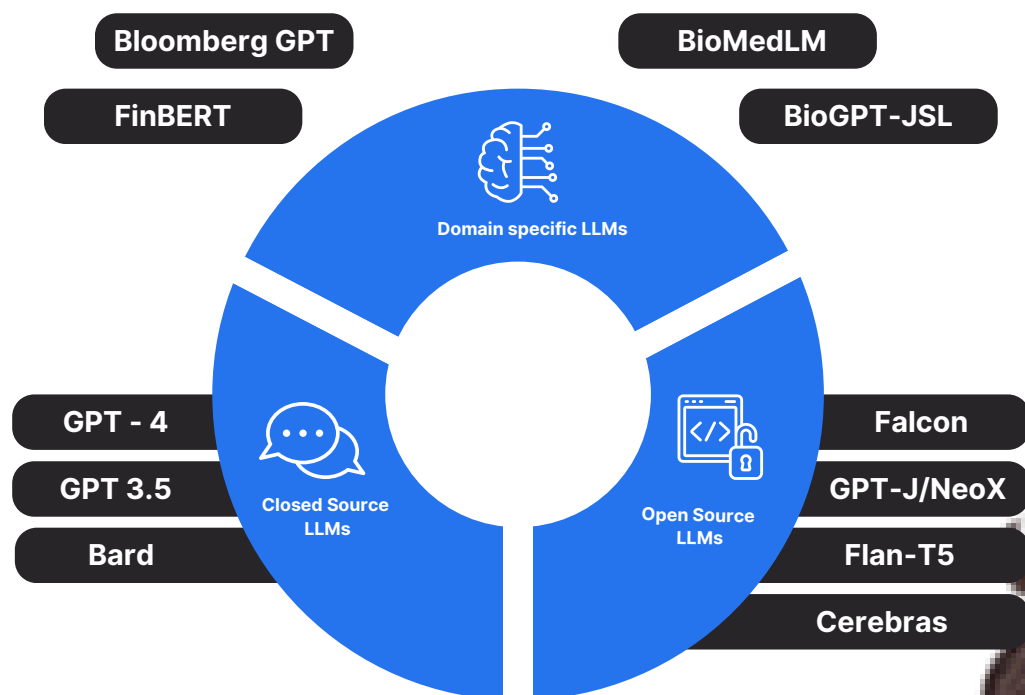 Bloomberg GPT
BioMedLM
FinBERT
BioGPT-JSL
Domain specific LLMs
GPT - 4
GPT 3.5
Bard
Closed Source
LLMs
</>
Open Source
LLMs
Falcon
GPT-J/NeoX
Flan-T5
Cerebras